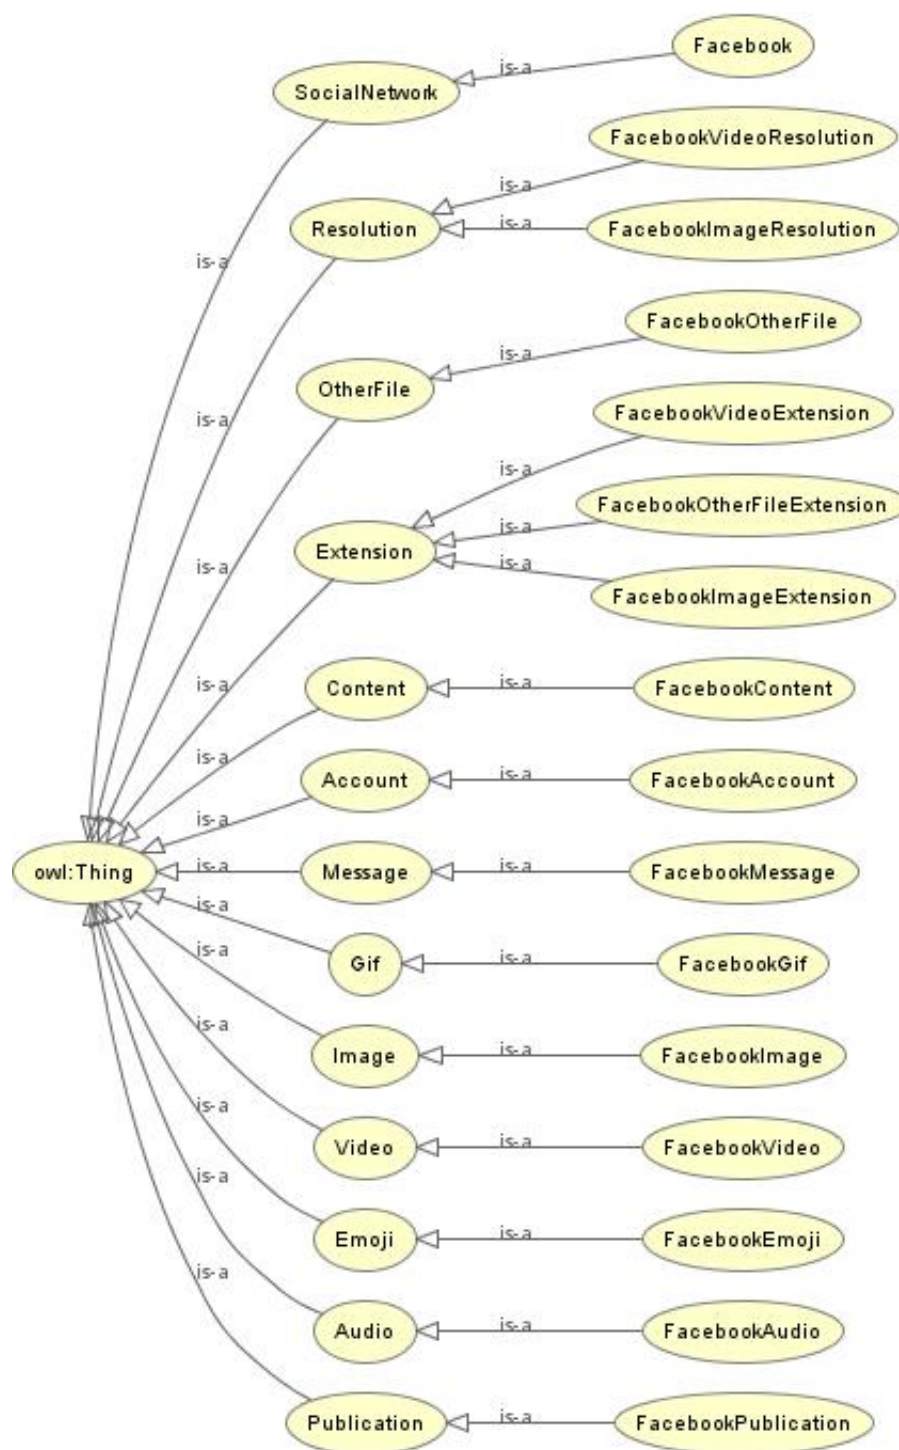 Facebook
is-a
SocialNetwork
FacebookVideoResolution
is-a
Resolution
is-a
FacebookImageResolution
is-a
FacebookOtherFile
is-a
OtherFile
is-a
FacebookVideoExtension
is-a
FacebookOtherFileExtension
is-a
Extension
is-a
is-a
FacebookImageExtension
is-a
Content
is-a
FacebookContent
is-a
Account
is-a
FacebookAccount
is-a
owl:Thing
is-a
Message
is-a
FacebookMessage
is-a
Gif
is-a
FacebookGif
is-a
Image
is-a
FacebookImage
is-a
Video
is-a
FacebookVideo
is-a
Emoji
is-a
FacebookEmoji
is-a
Audio
is-a
FacebookAudio
is-a
Publication
is-a
FacebookPublication